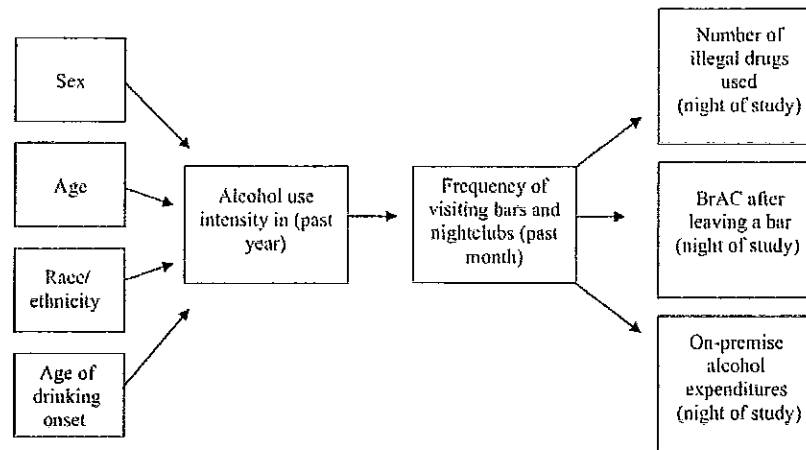 Sex
Age
Race/
ethnicity
Age of
drinking
onset
Alcohol use
intensity in (past
year)
Frequency of
visiting bars and
nightclubs (past
month)
Number of
illegal drugs
used
(night of study)
BrAC after
leaving a bar
(night of study)
On-premise
alcohol
expenditures
(night of study)